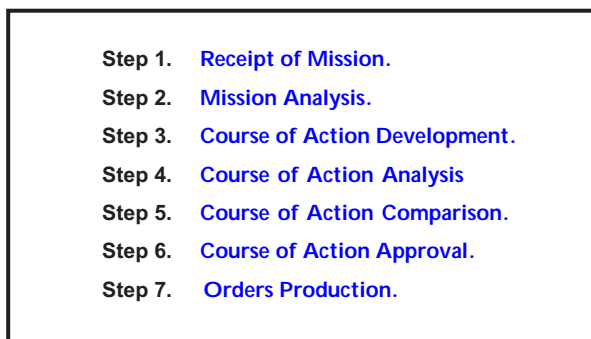 Step 1. Receipt of Mission.
Step 2. Mission Analysis.
Step 3. Course of Action Development.
Step 4. Course of Action Analysis
Step 5. Course of Action Comparison.
Step 6. Course of Action Approval.
Step 7. Orders Production.